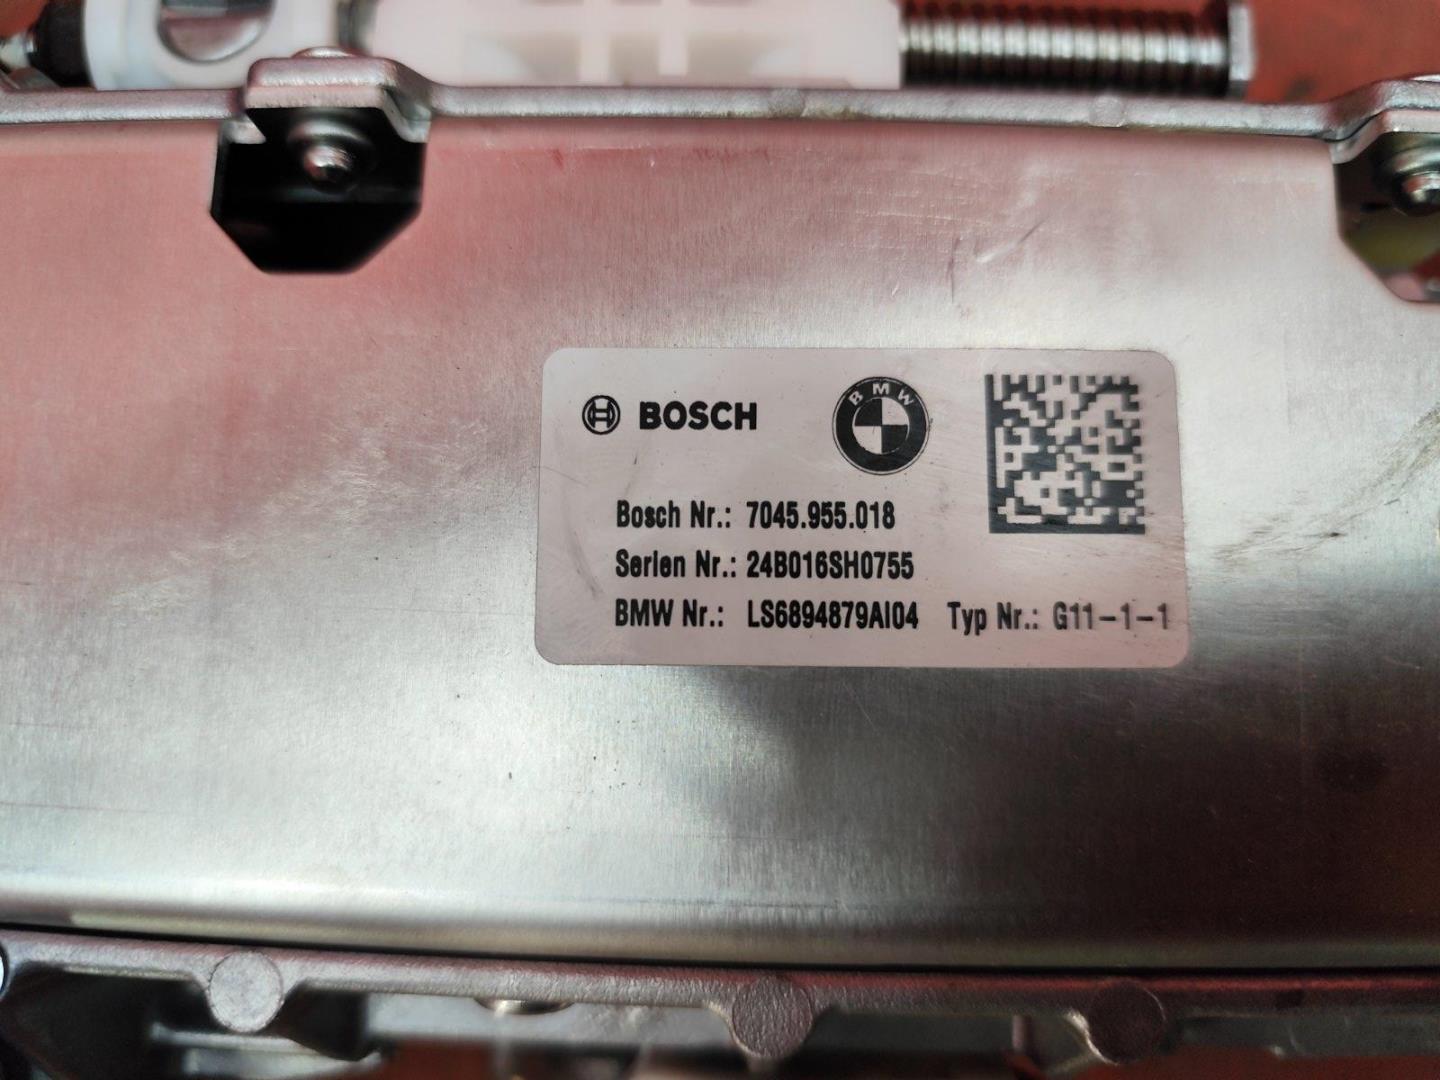 BOSCH
BMW
Bosch Nr.: 7045.955.018
Serien Nr.: 24B016SH0755
BMW Nr.: LS6894879AI04 Typ Nr.: G11-1-1